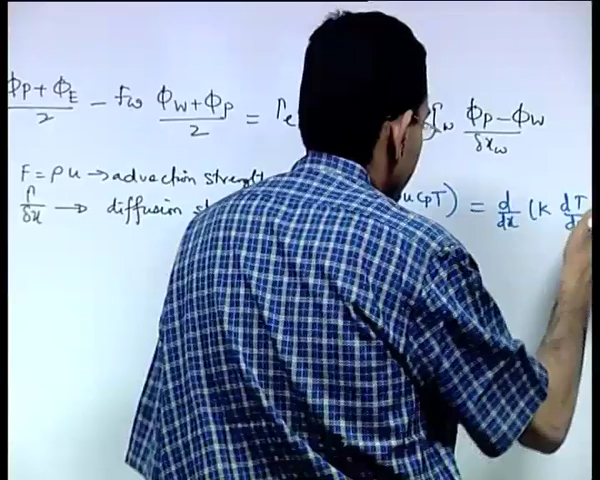 ϕP + ϕE / 2 − Fw ϕW + ϕP / 2 = Γe Γw ϕP − ϕW / δxw
F = ρu → advection strength
Γ / δx → diffusion ucpT) = d/dx (K dT